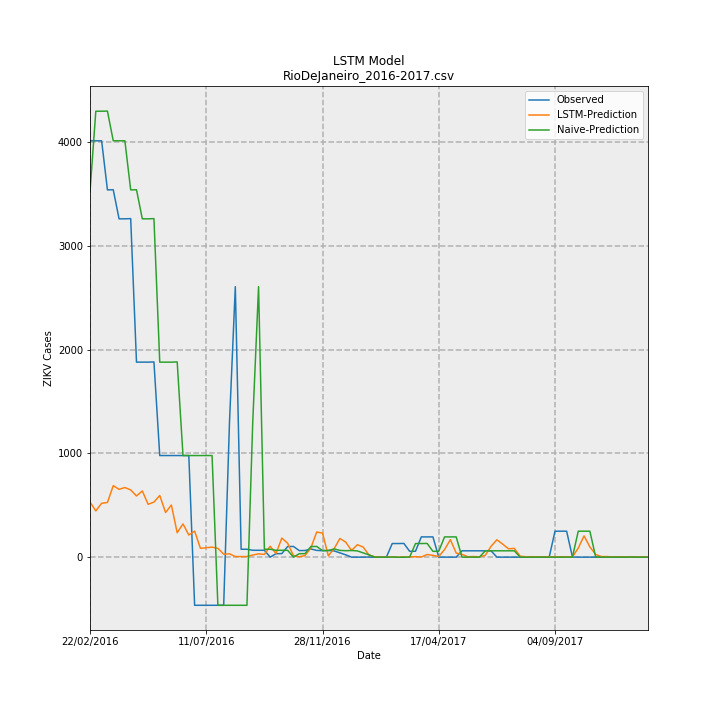 LSTM Model
RioDeJaneiro_2016-2017.csv
Observed
LSTM-Prediction
Naive-Prediction
4000
3000
2000
1000
0
ZIKV Cases
22/02/2016
11/07/2016
28/11/2016
17/04/2017
04/09/2017
Date